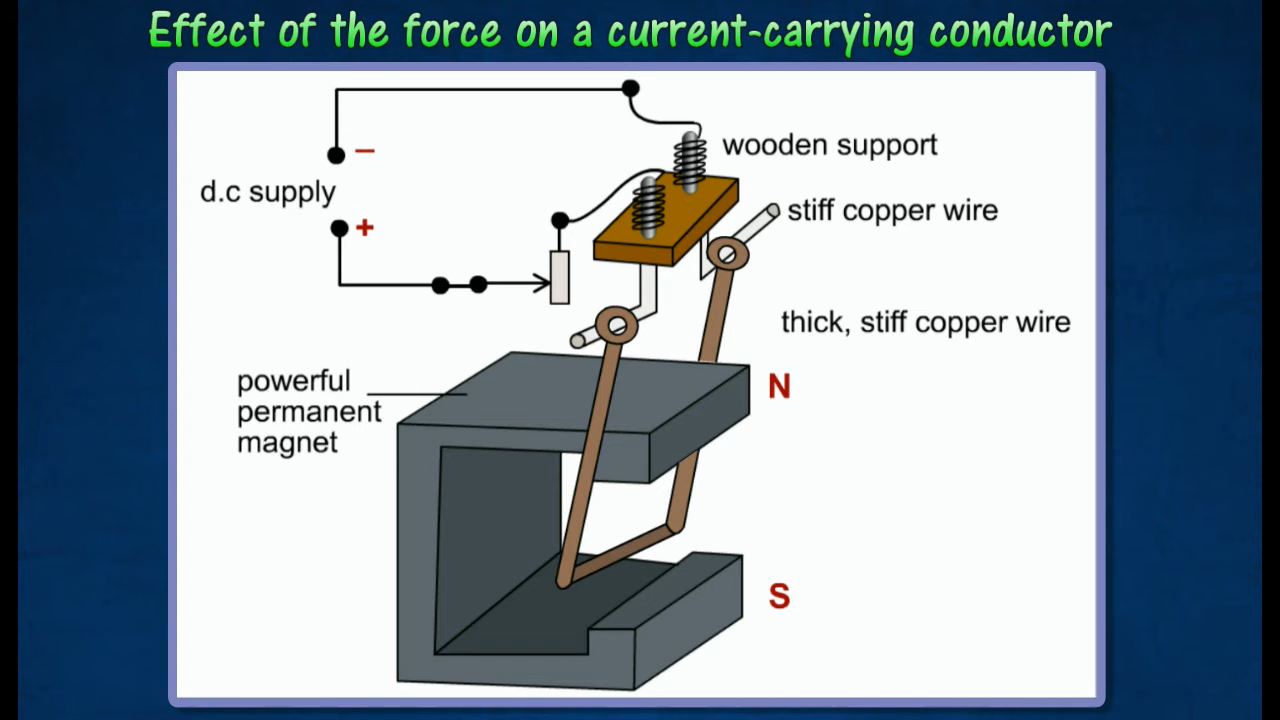 Effect of the force on a current-carrying conductor
–
wooden support
d.c supply
stiff copper wire
+
thick, stiff copper wire
powerful
permanent
magnet
N
S